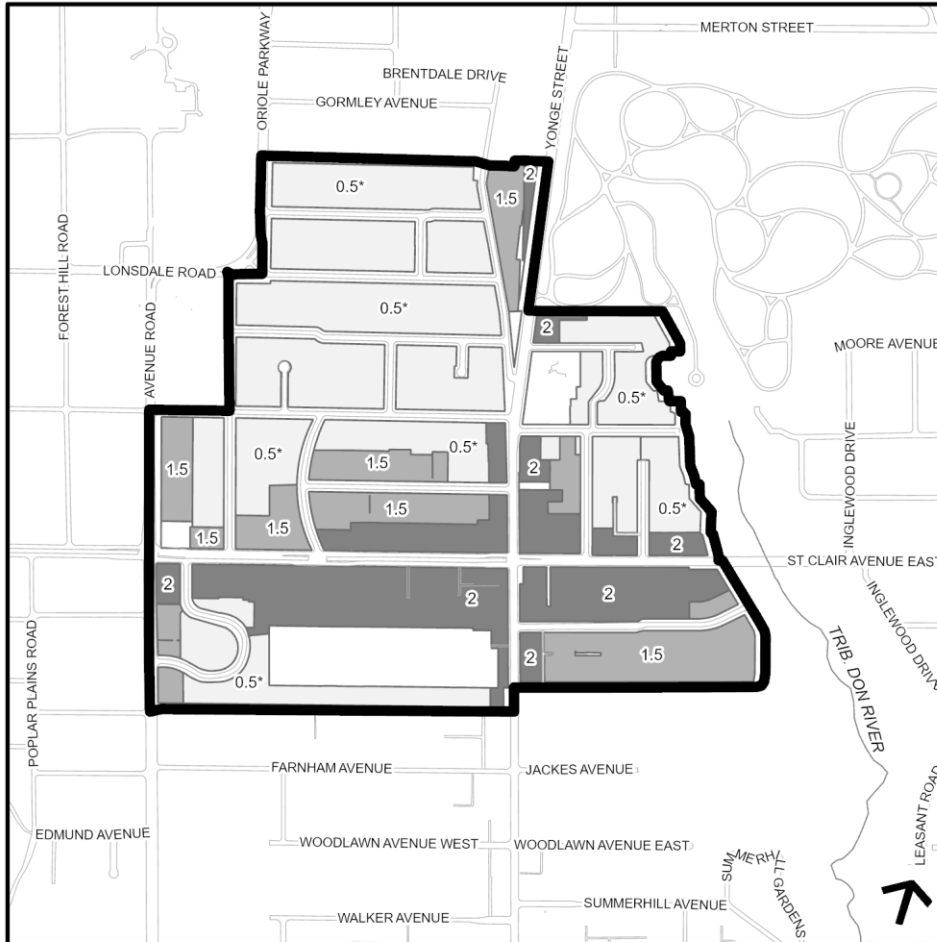 MERTON STREET
BRENTDALE DRIVE
GORMLEY AVENUE
ORIOLE PARKWAY
YONGE STREET
0.5*
1.5
2
FOREST HILL ROAD
LONSDALE ROAD
AVENUE ROAD
0.5*
2
MOORE AVENUE
0.5*
0.5*
0.5*
1.5
2
1.5
INGLEWOOD DRIVE
1.5
1.5
1.5
0.5*
2
ST CLAIR AVENUE EAST
2
2
2
INGLEWOOD DRIVE
POPLAR PLAINS ROAD
2
1.5
0.5*
TRIB. DON RIVER
FARNHAM AVENUE
JACKES AVENUE
EDMUND AVENUE
WOODLAWN AVENUE WEST
WOODLAWN AVENUE EAST
SUMMERHILL GARDENS
LEASANT ROAD
WALKER AVENUE
SUMMERHILL AVENUE